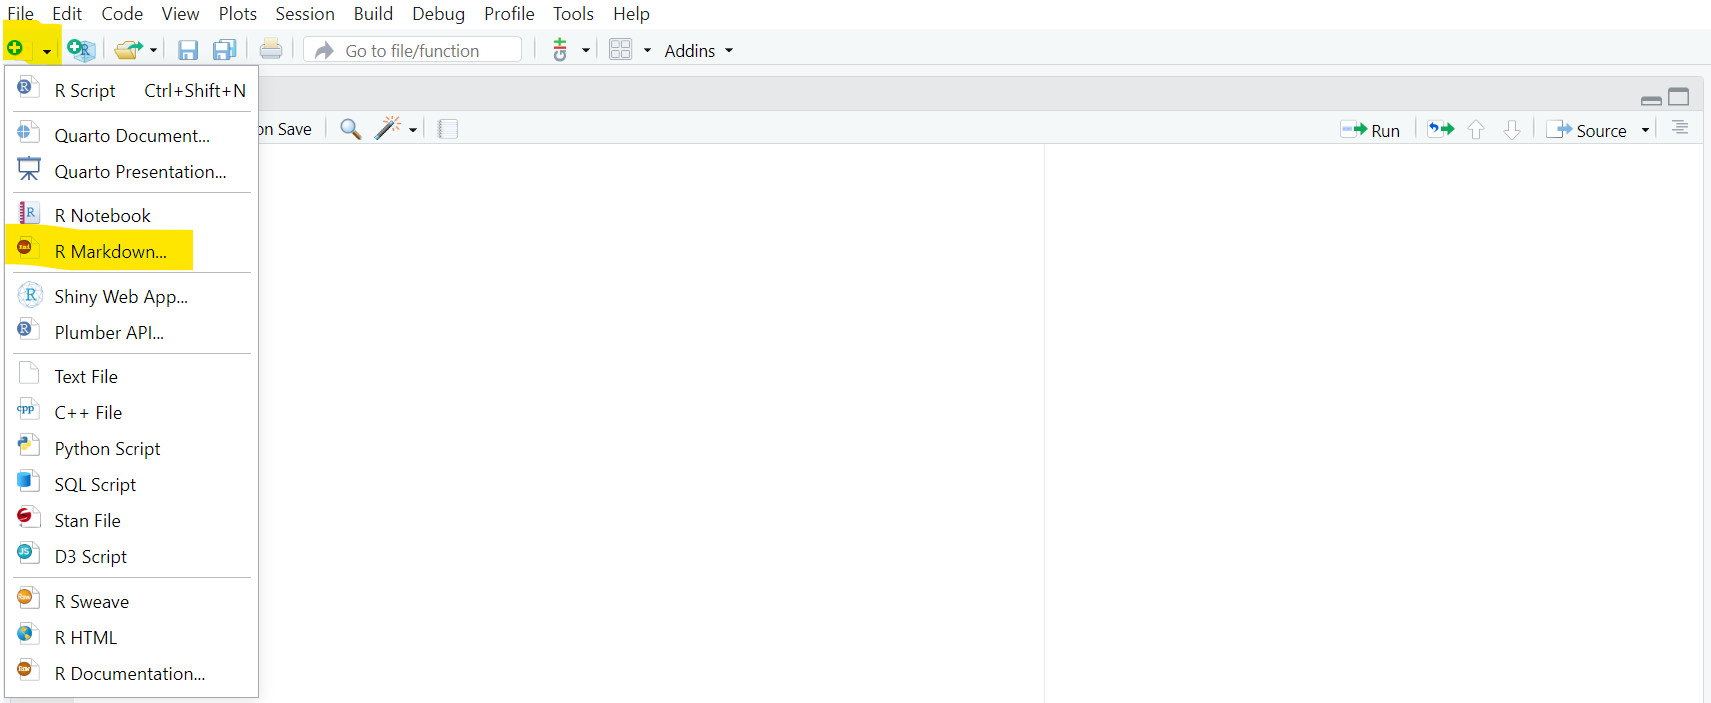 File Edit Code View Plots Session Build Debug Profile Tools Help
Go to file/function Addins
R Script Ctrl+Shift+N
on Save Run Source
Quarto Document...
Quarto Presentation...
R Notebook
R Markdown...
Shiny Web App...
Plumber API...
Text File
C++ File
Python Script
SQL Script
Stan File
D3 Script
R Sweave
R HTML
R Documentation...